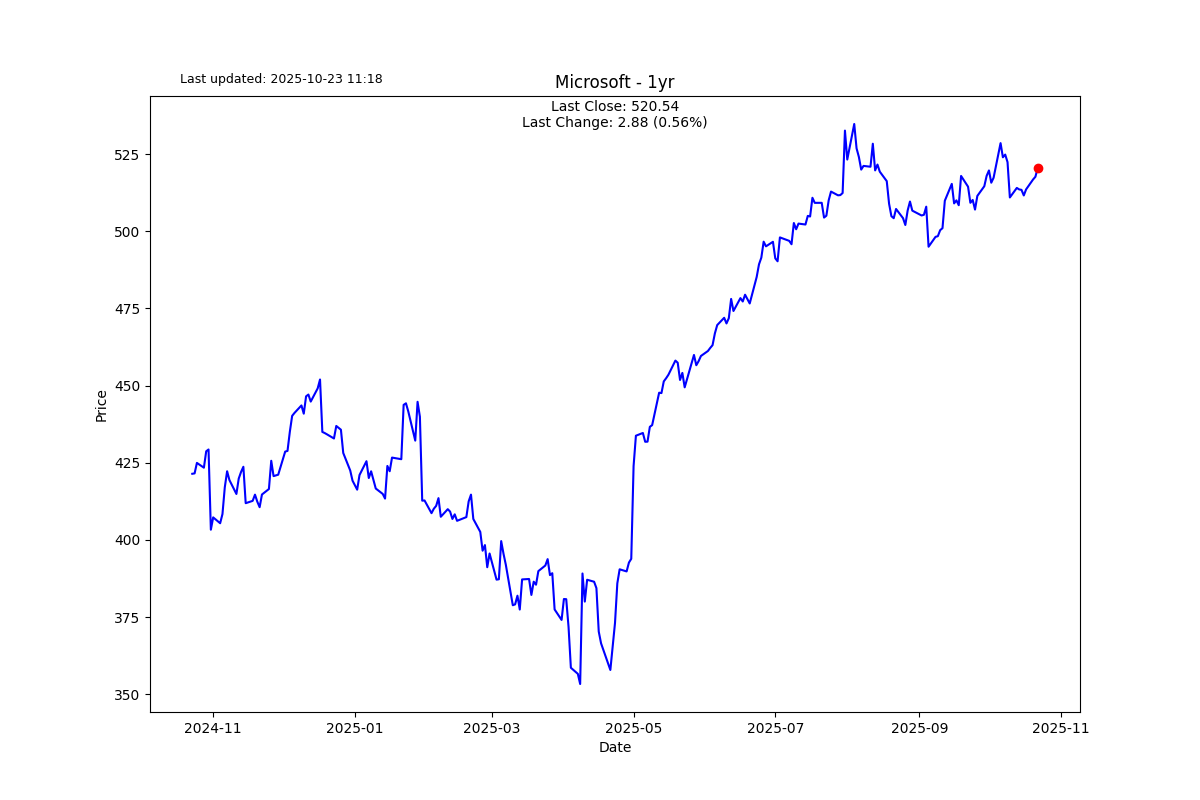 Last updated: 2025-10-23 11:18
Microsoft - 1yr
Last Close: 520.54
Last Change: 2.88 (0.56%)
525
500
475
450
425
400
375
350
Price
2024-11
2025-01
2025-03
2025-05
2025-07
2025-09
2025-11
Date